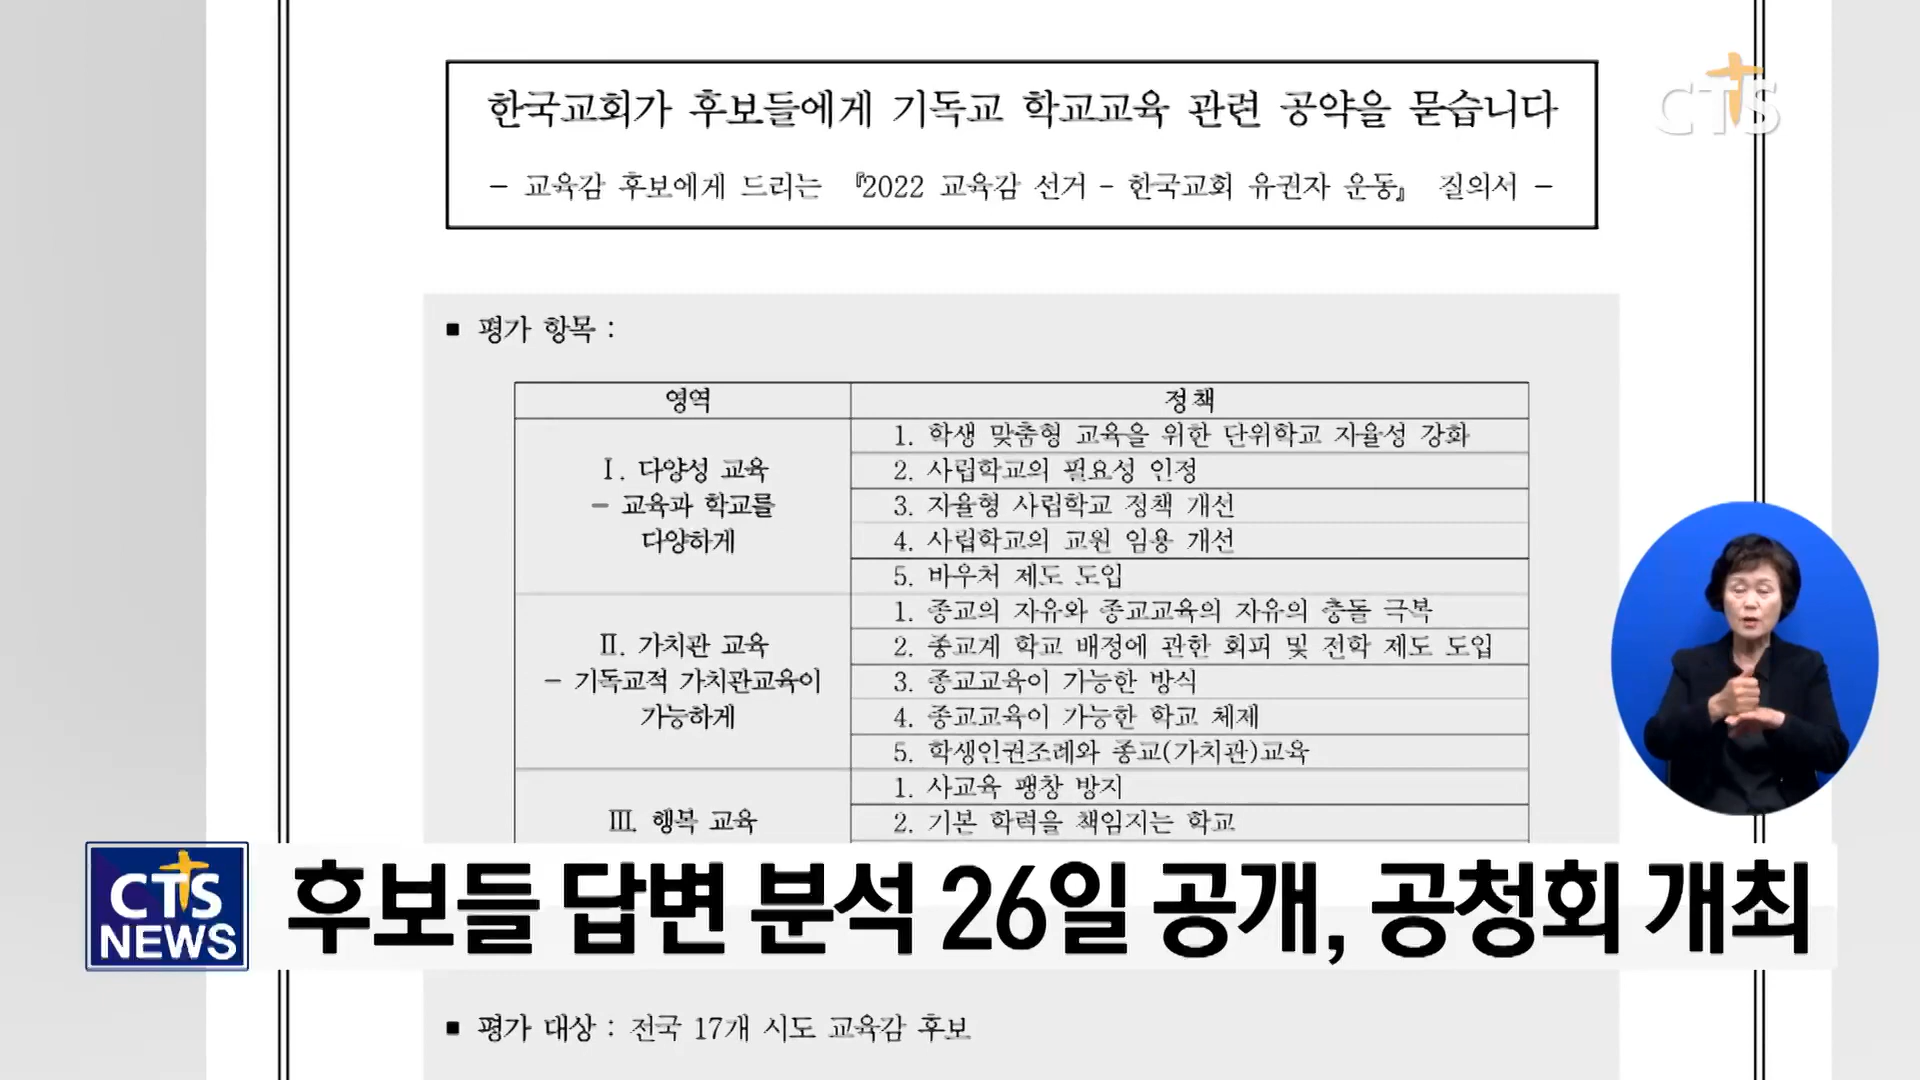 한국교회가 후보들에게 기독교 학교교육 관련 공약을 묻습니다
CTS
- 교육감 후보에게 드리는 『2022 교육감 선거 - 한국교회 유권자 운동』 질의서 -
■ 평가 항목 :
영역
정책
Ⅰ. 다양성 교육
- 교육과 학교를
다양하게
1. 학생 맞춤형 교육을 위한 단위학교 자율성 강화
2. 사립학교의 필요성 인정
3. 자율형 사립학교 정책 개선
4. 사립학교의 교원 임용 개선
5. 바우처 제도 도입
Ⅱ. 가치관 교육
- 기독교적 가치관교육이
가능하게
1. 종교의 자유와 종교교육의 자유의 충돌 극복
2. 종교계 학교 배정에 관한 회피 및 전학 제도 도입
3. 종교교육이 가능한 방식
4. 종교교육이 가능한 학교 체제
5. 학생인권조례와 종교(가치관)교육
Ⅲ. 행복 교육
1. 사교육 팽창 방지
2. 기본 학력을 책임지는 학교
CTS
NEWS
후보들 답변 분석 26일 공개, 공청회 개최
■ 평가 대상 : 전국 17개 시도 교육감 후보